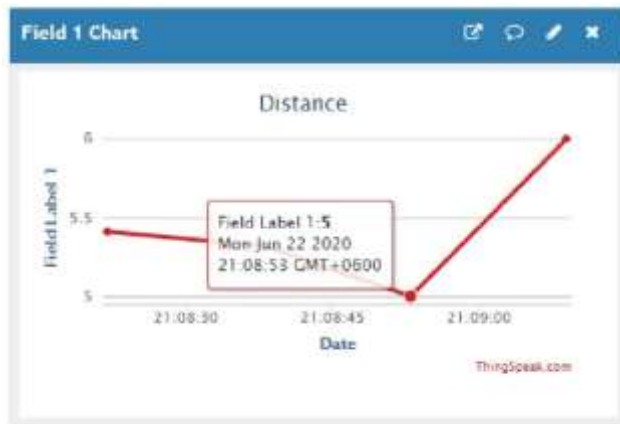 Field 1 Chart
Distance
Field Label 1
6
5.5
5
Field Label 1:5
Mon Jun 22 2020
21:08:53 GMT+0600
21:08:30
21:08:45
21:09:00
Date
ThingSpeak.com